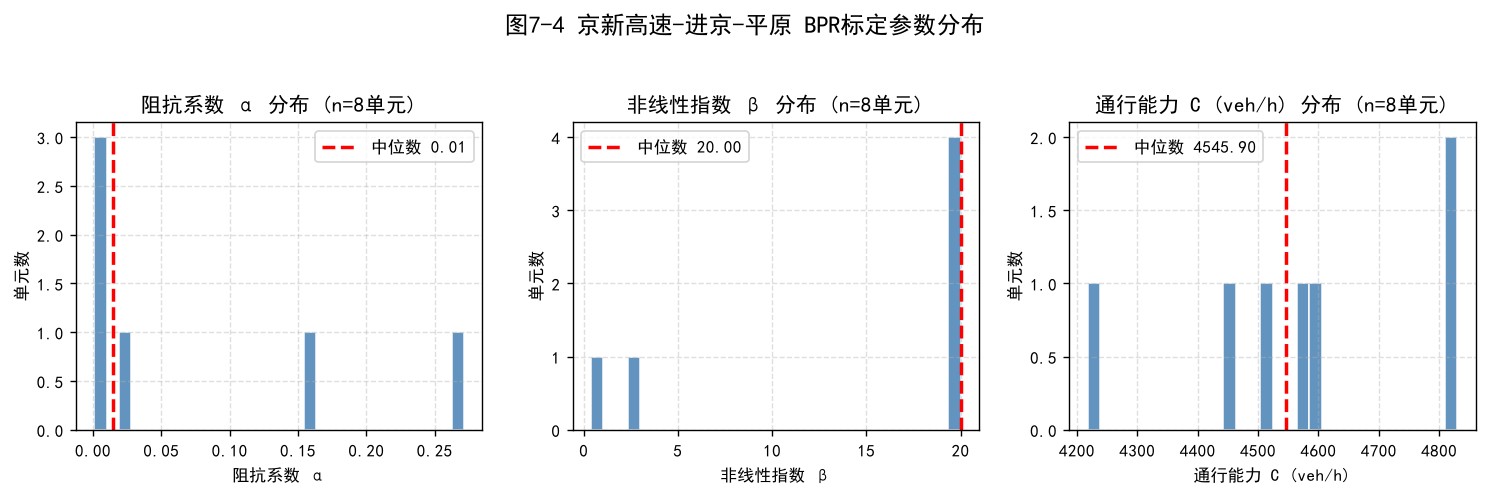 图7-4 京新高速-进京-平原 BPR标定参数分布
阻抗系数 α 分布 (n=8单元)
中位数 0.01
单元数
3.0
2.5
2.0
1.5
1.0
0.5
0.0
0.00 0.05 0.10 0.15 0.20 0.25
阻抗系数 α
非线性指数 β 分布 (n=8单元)
中位数 20.00
单元数
4
3
2
1
0
0 5 10 15 20
非线性指数 β
通行能力 C (veh/h) 分布 (n=8单元)
中位数 4545.90
单元数
2.0
1.5
1.0
0.5
0.0
4200 4300 4400 4500 4600 4700 4800
通行能力 C (veh/h)